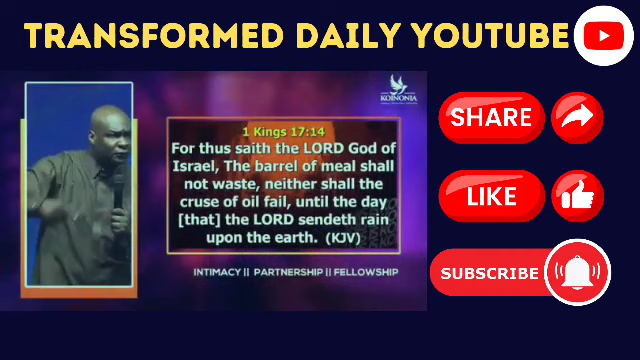 TRANSFORMED DAILY YOUTUBE
KOINONIA
1 Kings 17:14
For thus saith the LORD God of
Israel, The barrel of meal shall
not waste, neither shall the
cruse of oil fail, until the day
[that] the LORD sendeth rain
upon the earth. (KJV)
INTIMACY || PARTNERSHIP || FELLOWSHIP
SHARE
LIKE
SUBSCRIBE